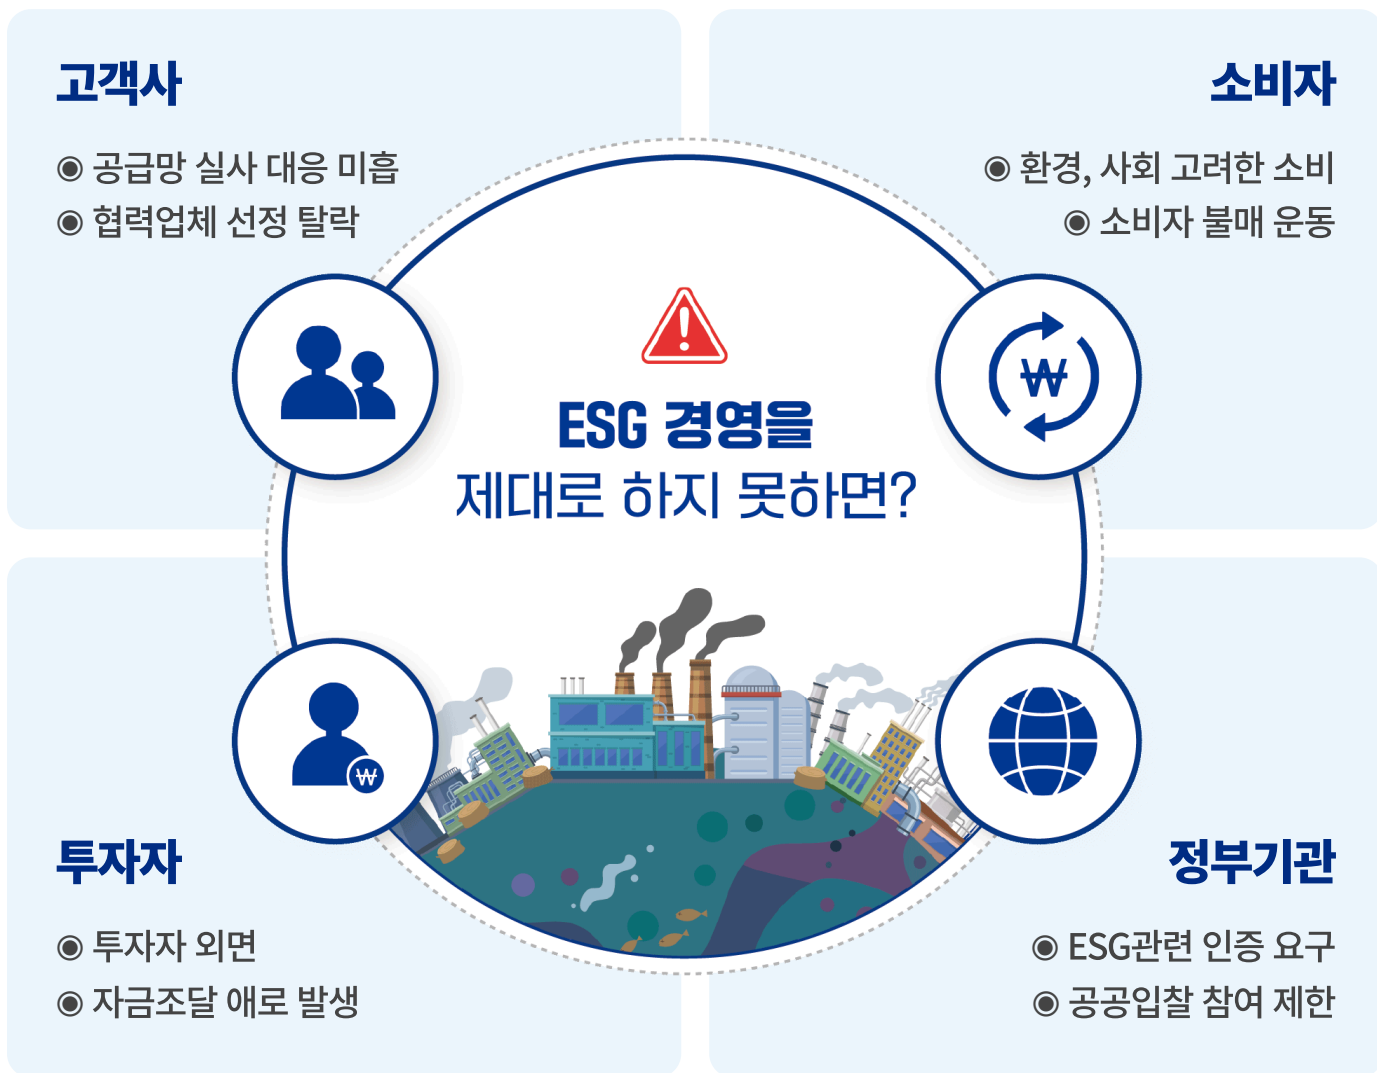 고객사
◉ 공급망 실사 대응 미흡
◉ 협력업체 선정 탈락
소비자
◉ 환경, 사회 고려한 소비
◉ 소비자 불매 운동
ESG 경영을
제대로 하지 못하면?
투자자
◉ 투자자 외면
◉ 자금조달 애로 발생
정부기관
◉ ESG관련 인증 요구
◉ 공공입찰 참여 제한